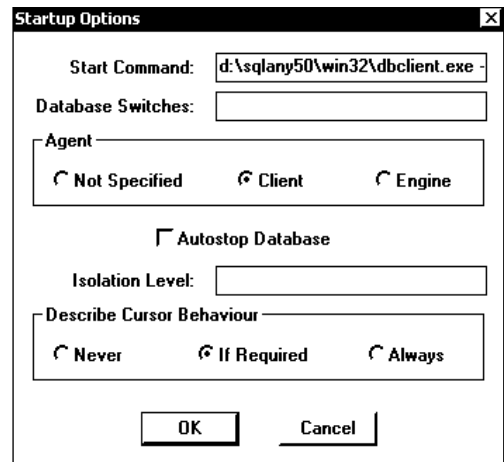 Startup Options
Start Command: d:\sqlany50\win32\dbclient.exe -
Database Switches:
Agent
Not Specified Client Engine
Autostop Database
Isolation Level:
Describe Cursor Behaviour
Never If Required Always
OK Cancel